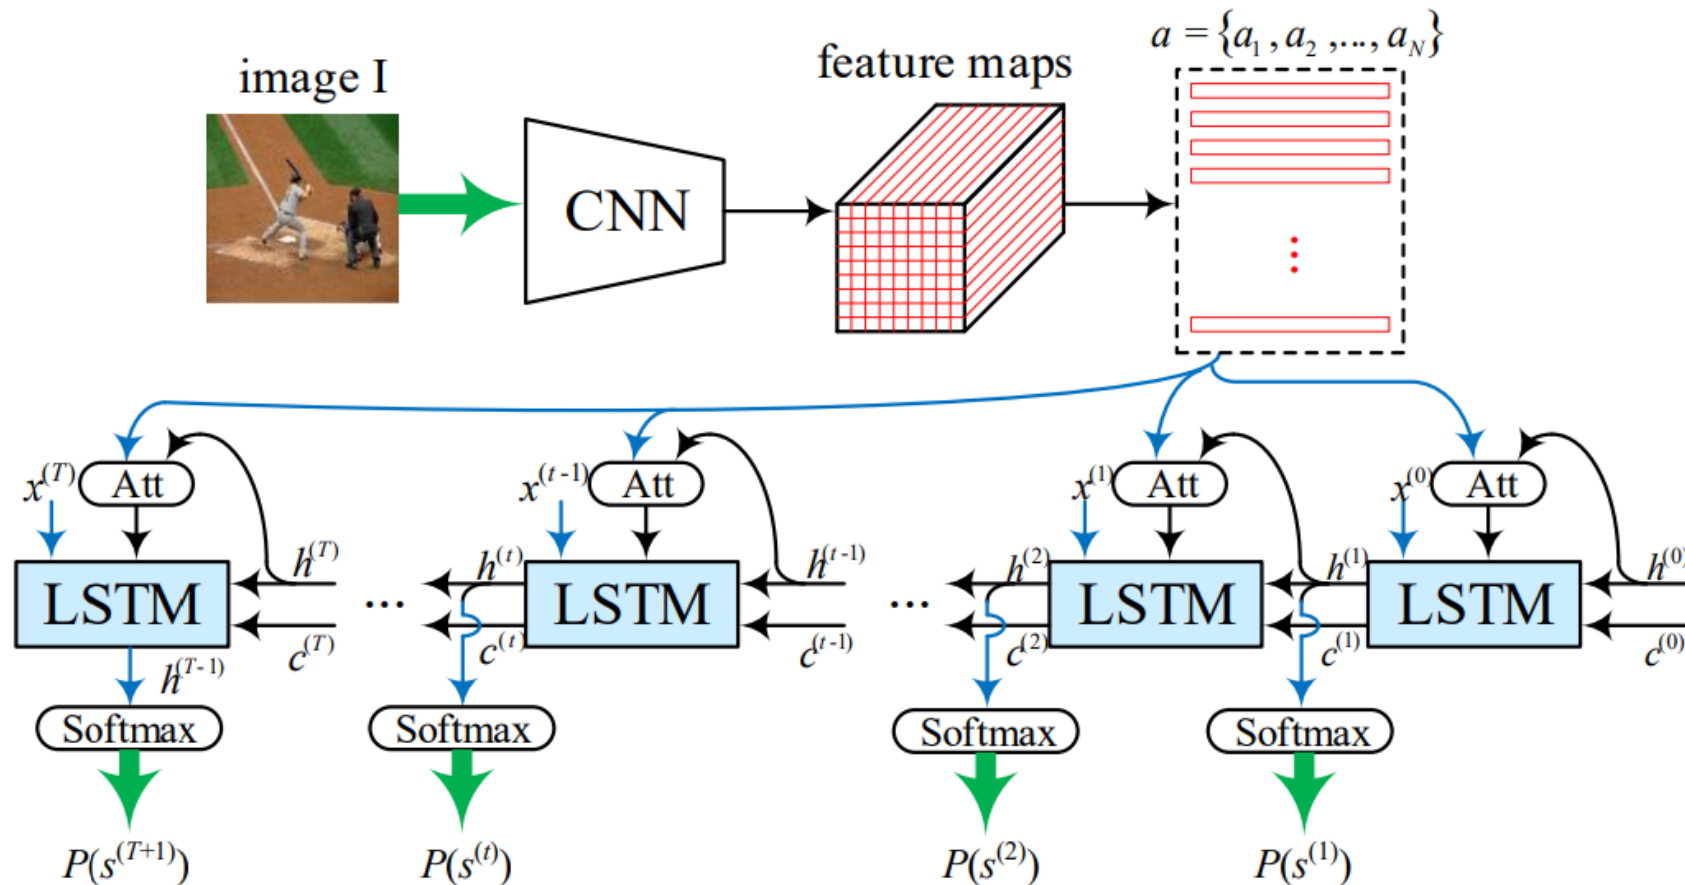 a = {a₁, a₂, ..., a_N}
feature maps
image I
CNN
x^(T) Att x^(t-1) Att x^(1) Att x^(0) Att
h^(T) h^(t) h^(t-1) h^(2) h^(1) h^(0)
LSTM ... LSTM ... LSTM LSTM
c^(T) c^(t) c^(t-1) c^(2) c^(1) c^(0)
h^(T-1)
Softmax Softmax Softmax Softmax
P(s^(T+1)) P(s^(t)) P(s^(2)) P(s^(1))